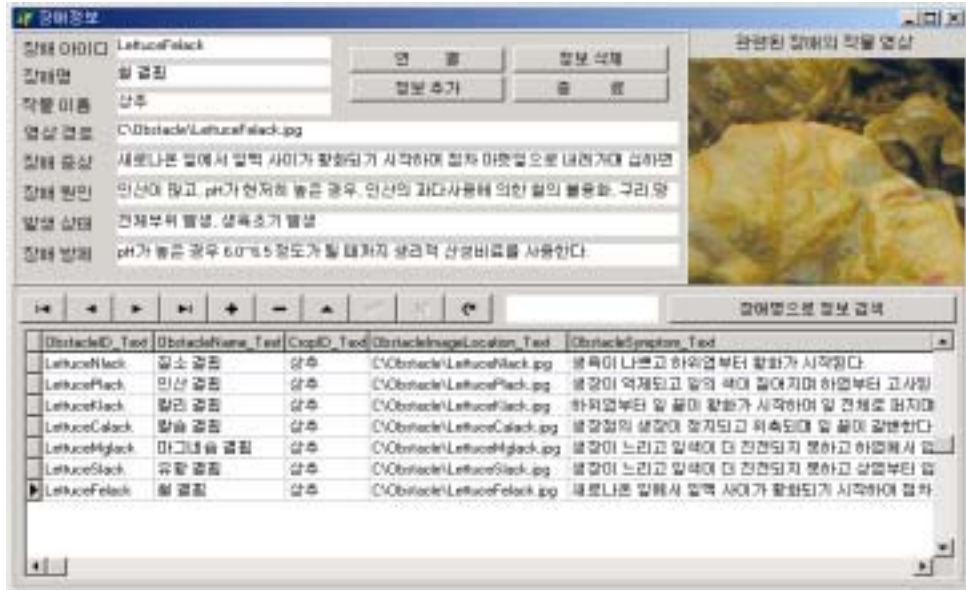 장해정보
장해 아이디 LettuceFelack
장해명 철 결핍
작물 이름 상추
영상 경로 C:\Obstacle\LettuceFelack.jpg
장해 증상 새로나온 잎에서 잎맥 사이가 황화되기 시작하여 점차 아랫잎으로 내려가며 심하면
장해 원인 인산이 많고, pH가 현저히 높은 경우. 인산의 과다사용에 의한 철의 불용화. 구리,망
발생 상태 전체부위 발생, 생육초기 발생
장해 방제 pH가 높은 경우 6.0~6.5 정도가 될 때까지 생리적 산성비료를 사용한다.
연 결 정보 삭제
정보 추가 종 료
관련된 장해의 작물 영상
장해명으로 정보 검색
ObstacleID_Text ObstacleName_Text CropID_Text ObstacleImageLocation_Text ObstacleSymptom_Text
LettuceNlack 질소 결핍 상추 C:\Obstacle\LettuceNlack.jpg 생육이 나쁘고 하위엽부터 황화가 시작된다
LettucePlack 인산 결핍 상추 C:\Obstacle\LettucePlack.jpg 생장이 억제되고 잎의 색이 짙어지며 하엽부터 고사
LettuceKlack 칼리 결핍 상추 C:\Obstacle\LettuceKlack.jpg 하위엽부터 잎 끝이 황화가 시작하여 잎 전체로 퍼지며
LettuceCalack 칼슘 결핍 상추 C:\Obstacle\LettuceCalack.jpg 생장점의 생장이 정지되고 위축되며 잎 끝이 갈변한다
LettuceMglack 마그네슘 결핍 상추 C:\Obstacle\LettuceMglack.jpg 생장이 느리고 잎색이 더 진전되지 못하고 하엽에서 잎
LettuceSlack 유황 결핍 상추 C:\Obstacle\LettuceSlack.jpg 생장이 느리고 잎색이 더 진전되지 못하고 상엽부터 잎
LettuceFelack 철 결핍 상추 C:\Obstacle\LettuceFelack.jpg 새로나온 잎에서 잎맥 사이가 황화되기 시작하여 점차